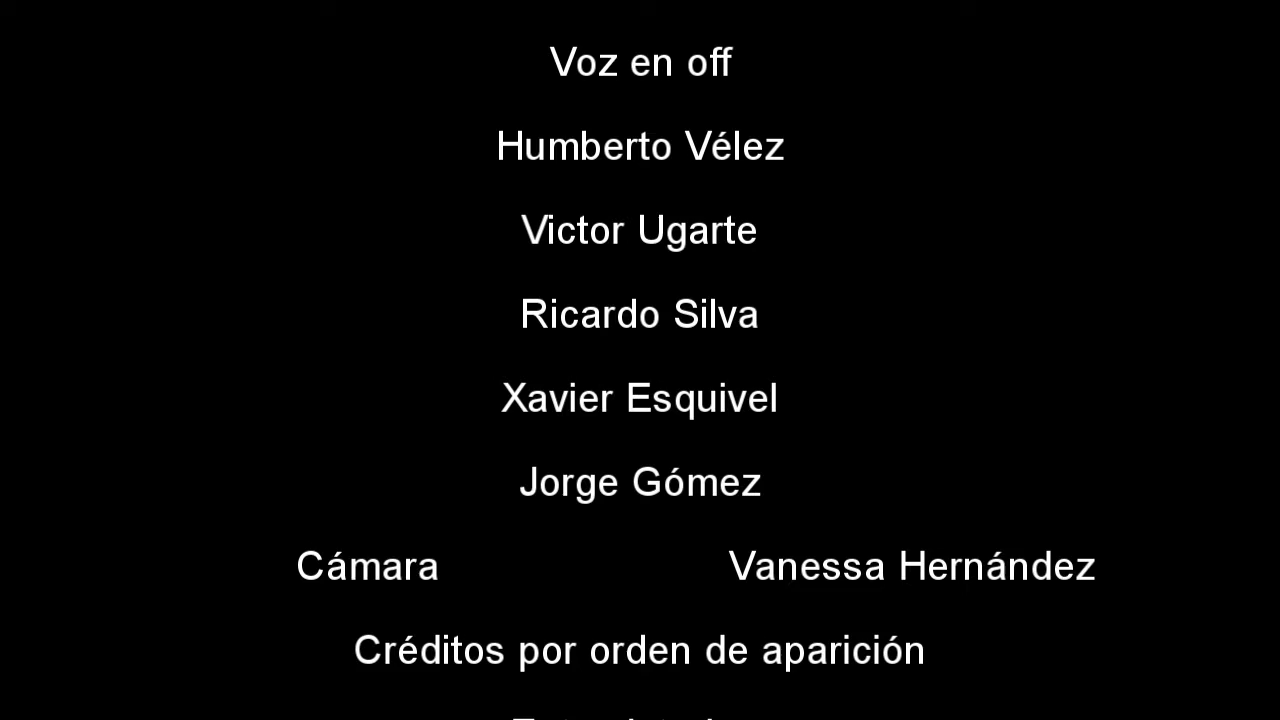 Voz en off
Humberto Vélez
Victor Ugarte
Ricardo Silva
Xavier Esquivel
Jorge Gómez
Cámara Vanessa Hernández
Créditos por orden de aparición